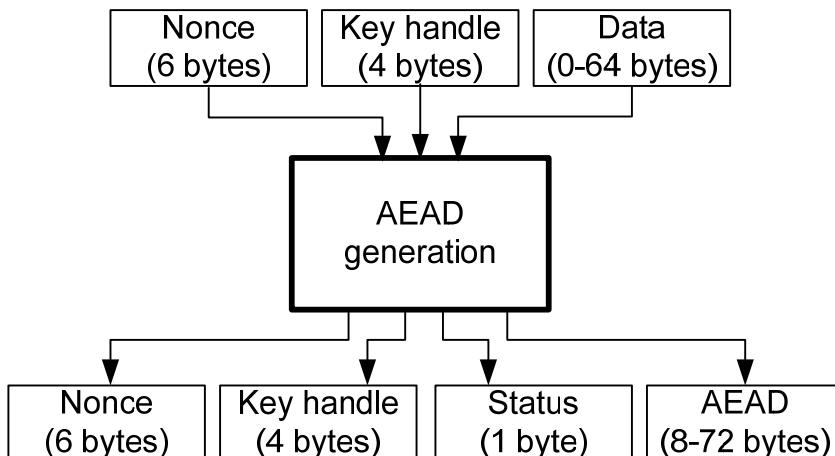 Nonce
(6 bytes)
Key handle
(4 bytes)
Data
(0-64 bytes)
AEAD
generation
Nonce
(6 bytes)
Key handle
(4 bytes)
Status
(1 byte)
AEAD
(8-72 bytes)